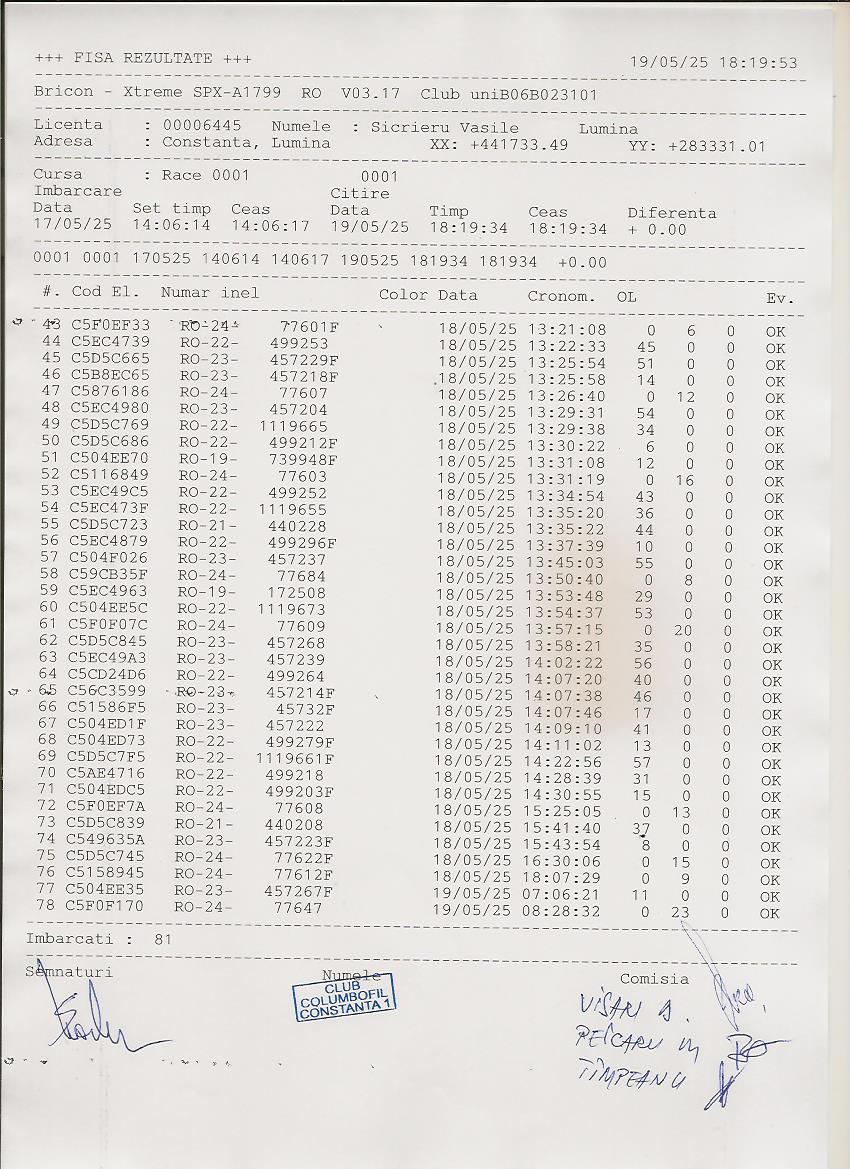 +++ FISA REZULTATE +++ 19/05/25 18:19:53
Bricon - Xtreme SPX-A1799 RO V03.17 Club uniB06B023101
Licenta : 00006445 Numele : Sicrieru Vasile Lumina
Adresa : Constanta, Lumina XX: +441733.49 YY: +283331.01
Cursa : Race 0001 0001
Imbarcare Citire
Data Set timp Ceas Data Timp Ceas Diferenta
17/05/25 14:06:14 14:06:17 19/05/25 18:19:34 18:19:34 + 0.00
0001 0001 170525 140614 140617 190525 181934 181934 +0.00
#. Cod El. Numar inel Color Data Cronom. OL Ev.
43 C5F0EF33 RO-24- 77601F 18/05/25 13:21:08 0 6 0 OK
44 C5EC4739 RO-22- 499253 18/05/25 13:22:33 45 0 0 OK
45 C5D5C665 RO-23- 457229F 18/05/25 13:25:54 51 0 0 OK
46 C5B8EC65 RO-23- 457218F 18/05/25 13:25:58 14 0 0 OK
47 C5876186 RO-24- 77607 18/05/25 13:26:40 0 12 0 OK
48 C5EC4980 RO-23- 457204 18/05/25 13:29:31 54 0 0 OK
49 C5D5C769 RO-22- 1119665 18/05/25 13:29:38 34 0 0 OK
50 C5D5C686 RO-22- 499212F 18/05/25 13:30:22 6 0 0 OK
51 C504EE70 RO-19- 739948F 18/05/25 13:31:08 12 0 0 OK
52 C5116849 RO-24- 77603 18/05/25 13:31:19 0 16 0 OK
53 C5EC49C5 RO-22- 499252 18/05/25 13:34:54 43 0 0 OK
54 C5EC473F RO-22- 1119655 18/05/25 13:35:20 36 0 0 OK
55 C5D5C723 RO-21- 440228 18/05/25 13:35:22 44 0 0 OK
56 C5EC4879 RO-22- 499296F 18/05/25 13:37:39 10 0 0 OK
57 C504F026 RO-23- 457237 18/05/25 13:45:03 55 0 0 OK
58 C59CB35F RO-24- 77684 18/05/25 13:50:40 0 8 0 OK
59 C5EC4963 RO-19- 172508 18/05/25 13:53:48 29 0 0 OK
60 C504EE5C RO-22- 1119673 18/05/25 13:54:37 53 0 0 OK
61 C5F0F07C RO-24- 77609 18/05/25 13:57:15 0 20 0 OK
62 C5D5C845 RO-23- 457268 18/05/25 13:58:21 35 0 0 OK
63 C5EC49A3 RO-23- 457239 18/05/25 14:02:22 56 0 0 OK
64 C5CD24D6 RO-22- 499264 18/05/25 14:07:20 40 0 0 OK
65 C56C3599 RO-23- 457214F 18/05/25 14:07:38 46 0 0 OK
66 C51586F5 RO-23- 45732F 18/05/25 14:07:46 17 0 0 OK
67 C504ED1F RO-23- 457222 18/05/25 14:09:10 41 0 0 OK
68 C504ED73 RO-22- 499279F 18/05/25 14:11:02 13 0 0 OK
69 C5D5C7F5 RO-22- 1119661F 18/05/25 14:22:56 57 0 0 OK
70 C5AE4716 RO-22- 499218 18/05/25 14:28:39 31 0 0 OK
71 C504EDC5 RO-22- 499203F 18/05/25 14:30:55 15 0 0 OK
72 C5F0EF7A RO-24- 77608 18/05/25 15:25:05 0 13 0 OK
73 C5D5C839 RO-21- 440208 18/05/25 15:41:40 37 0 0 OK
74 C549635A RO-23- 457223F 18/05/25 15:43:54 8 0 0 OK
75 C5D5C745 RO-24- 77622F 18/05/25 16:30:06 0 15 0 OK
76 C5158945 RO-24- 77612F 18/05/25 18:07:29 0 9 0 OK
77 C504EE35 RO-23- 457267F 19/05/25 07:06:21 11 0 0 OK
78 C5F0F170 RO-24- 77647 19/05/25 08:28:32 0 23 0 OK
Imbarcati : 81
Semnaturi Numele Comisia
CLUB
COLUMBOFIL
CONSTANTA 1
VISAN A.
PEICARU M
TIMPEANU